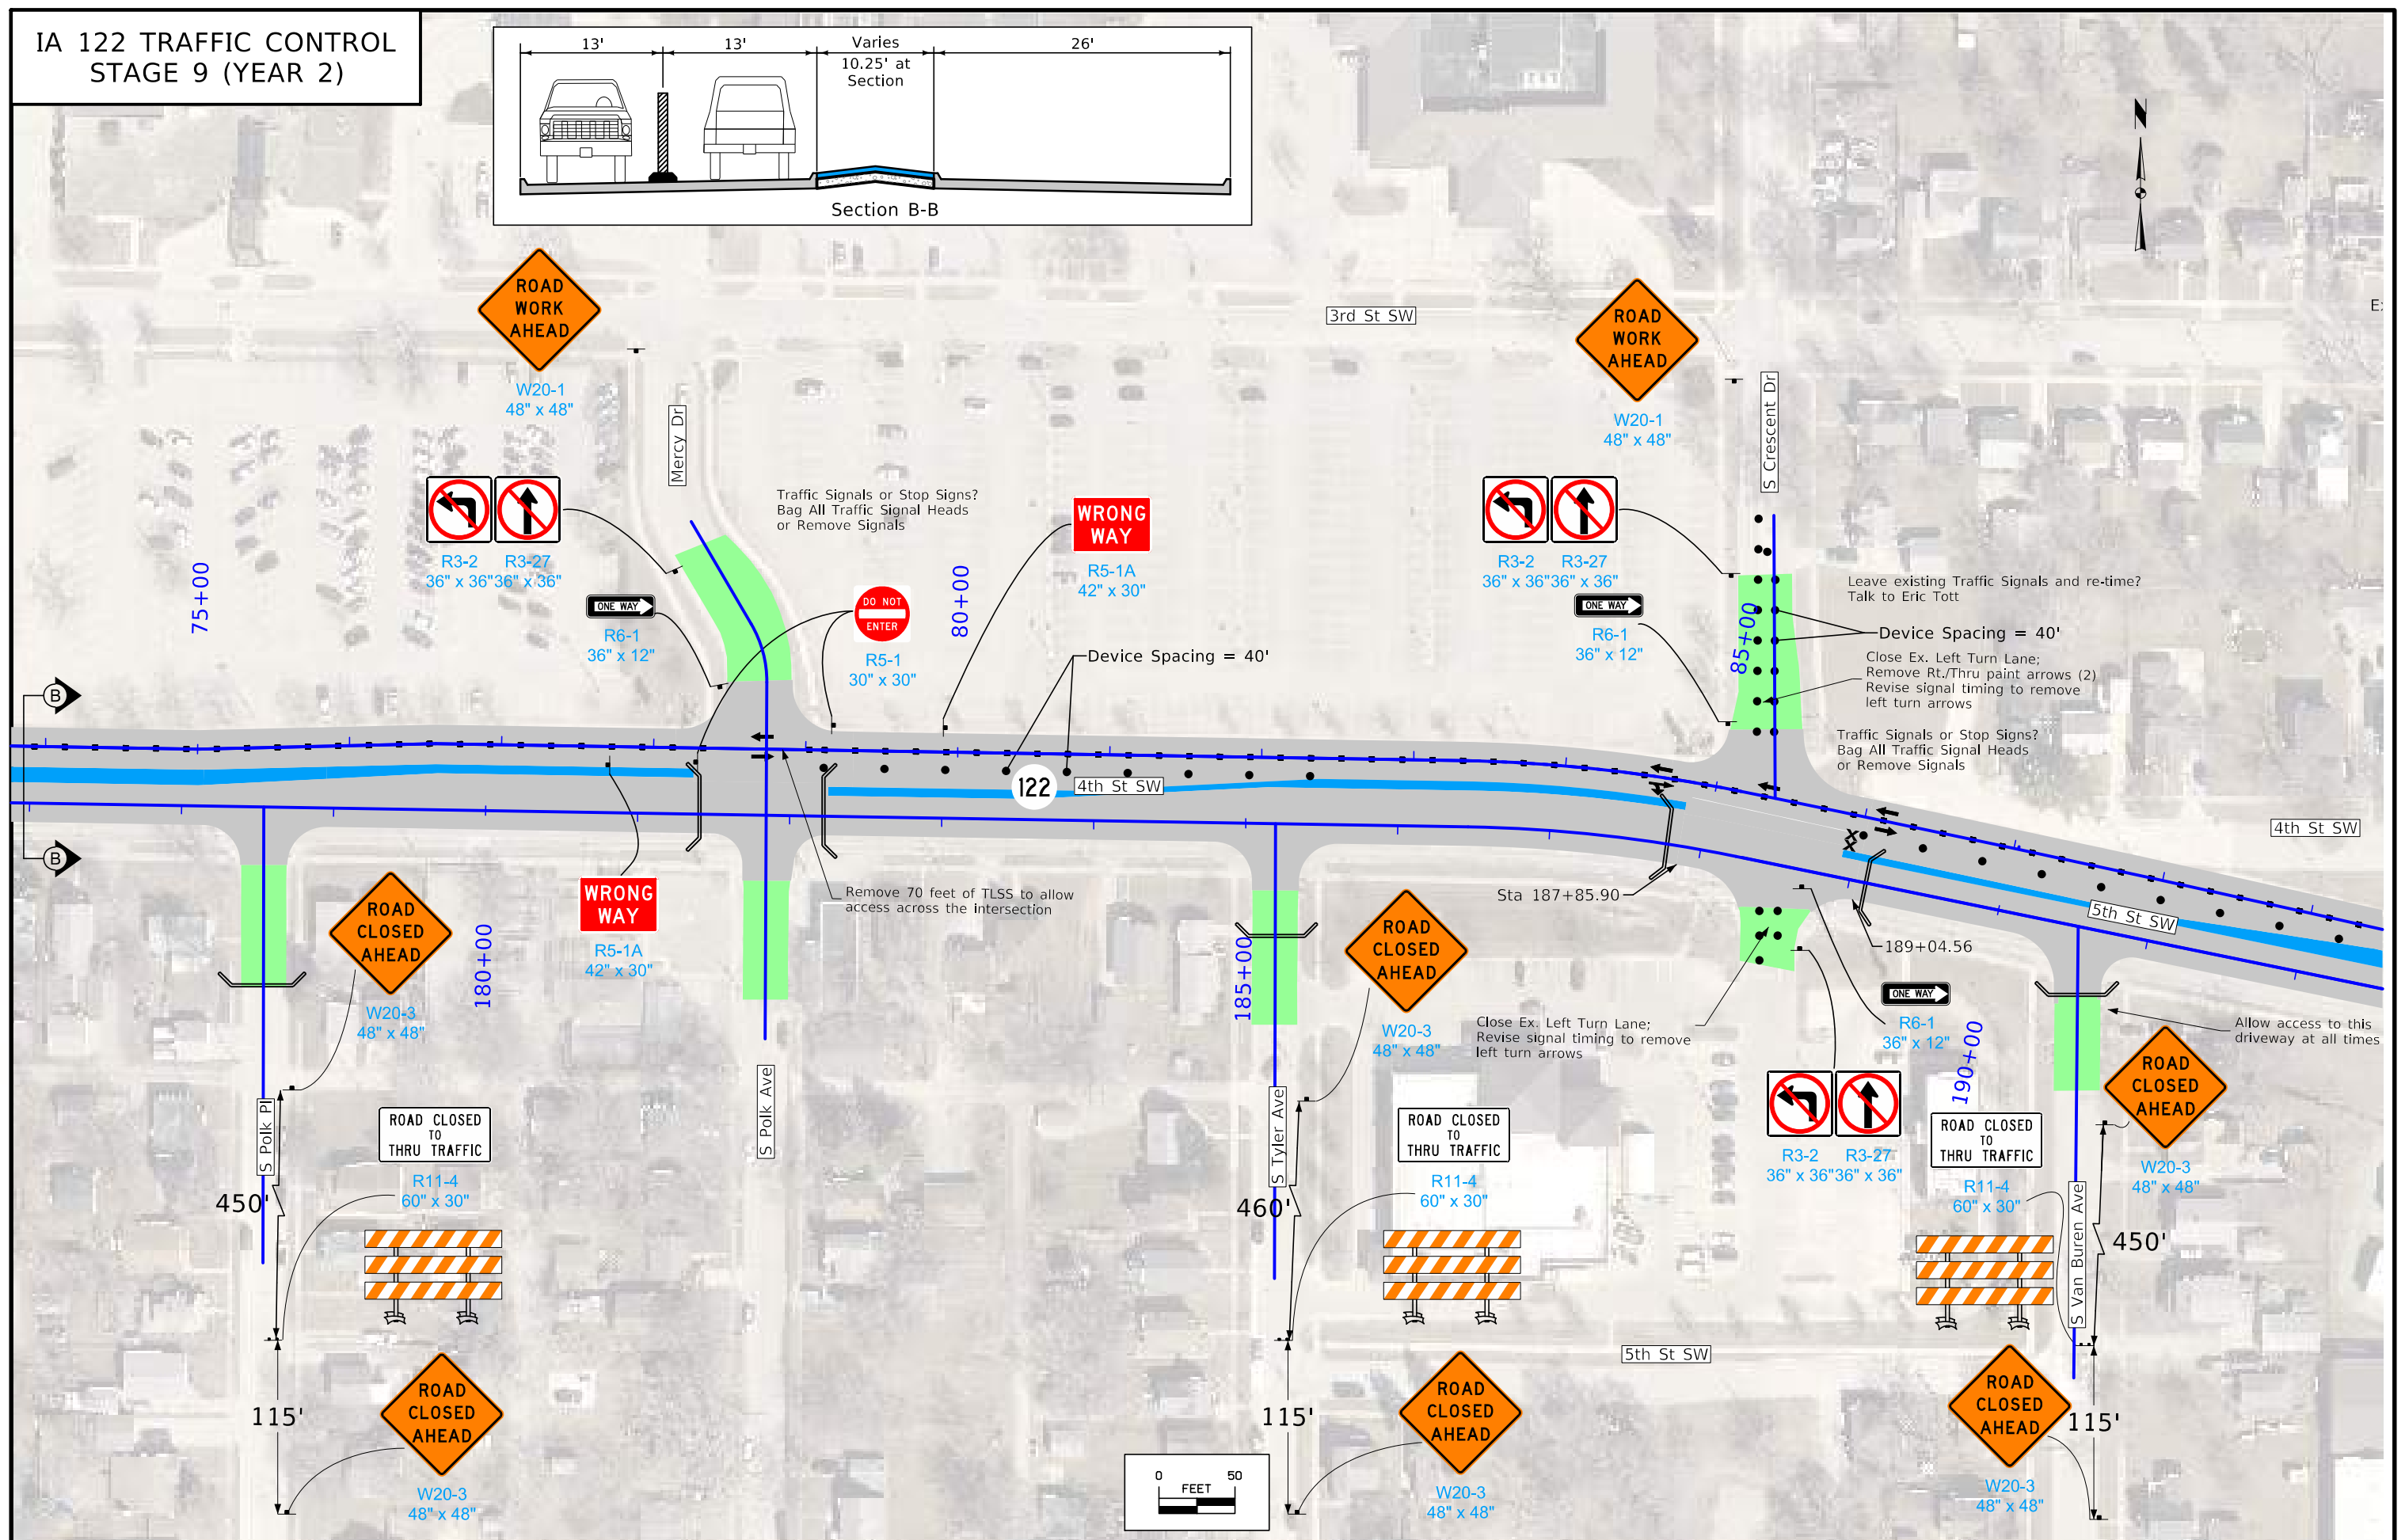 IA 122 TRAFFIC CONTROL
STAGE 9 (YEAR 2)
13'
13'
Varies
10.25' at
Section
26'
Section B-B
N
ROAD
WORK
AHEAD
W20-1
48" x 48"
3rd St SW
ROAD
WORK
AHEAD
W20-1
48" x 48"
Mercy Dr
S Crescent Dr
R3-2
36" x 36"
R3-27
36" x 36"
Traffic Signals or Stop Signs?
Bag All Traffic Signal Heads
or Remove Signals
WRONG
WAY
R5-1A
42" x 30"
R3-2
36" x 36"
R3-27
36" x 36"
75+00
ONE WAY
R6-1
36" x 12"
DO NOT
ENTER
R5-1
30" x 30"
80+00
Device Spacing = 40'
ONE WAY
R6-1
36" x 12"
85+00
Leave existing Traffic Signals and re-time?
Talk to Eric Tott
Device Spacing = 40'
Close Ex. Left Turn Lane;
Remove Rt./Thru paint arrows (2)
Revise signal timing to remove
left turn arrows
Traffic Signals or Stop Signs?
Bag All Traffic Signal Heads
or Remove Signals
B
B
122
4th St SW
4th St SW
X
X
X
5th St SW
ROAD
CLOSED
AHEAD
W20-3
48" x 48"
180+00
WRONG
WAY
R5-1A
42" x 30"
Remove 70 feet of TLSS to allow
access across the intersection
185+00
ROAD
CLOSED
AHEAD
W20-3
48" x 48"
Sta 187+85.90
189+04.56
Close Ex. Left Turn Lane;
Revise signal timing to remove
left turn arrows
ONE WAY
R6-1
36" x 12"
190+00
Allow access to this
driveway at all times
ROAD
CLOSED
AHEAD
W20-3
48" x 48"
R3-2
36" x 36"
R3-27
36" x 36"
S Polk Pl
ROAD CLOSED
TO
THRU TRAFFIC
R11-4
60" x 30"
450'
S Polk Ave
S Tyler Ave
460'
ROAD CLOSED
TO
THRU TRAFFIC
R11-4
60" x 30"
ROAD CLOSED
TO
THRU TRAFFIC
R11-4
60" x 30"
S Van Buren Ave
450'
5th St SW
115'
ROAD
CLOSED
AHEAD
W20-3
48" x 48"
115'
ROAD
CLOSED
AHEAD
W20-3
48" x 48"
ROAD
CLOSED
AHEAD
W20-3
48" x 48"
115'
0 50
FEET